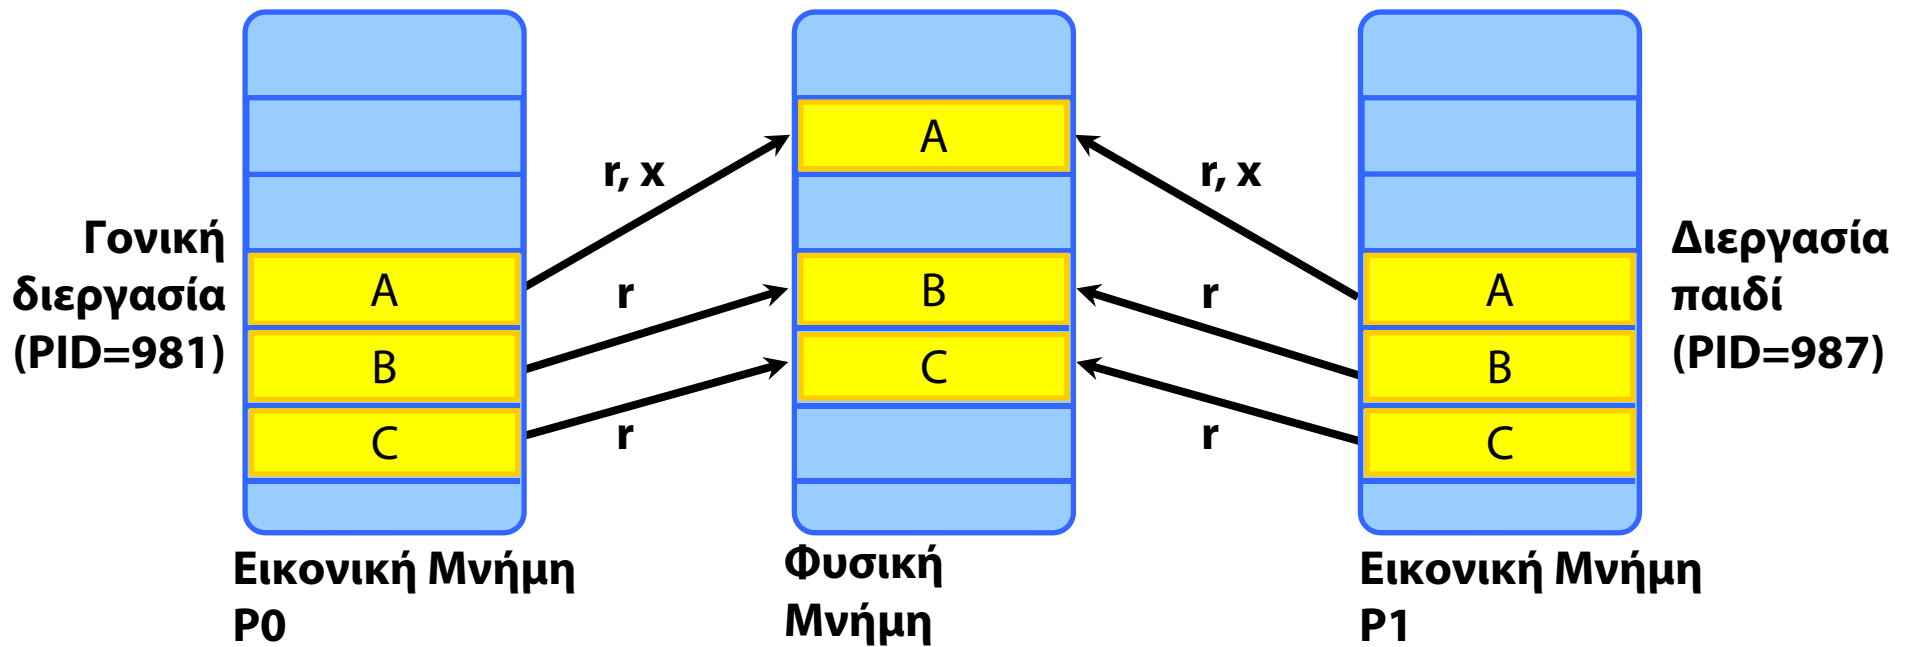 Γονική
διεργασία
(PID=981)
A
B
C
Εικονική Μνήμη
P0
r, x
r
r
A
B
C
Φυσική
Μνήμη
r, x
r
r
A
B
C
Εικονική Μνήμη
P1
Διεργασία
παιδί
(PID=987)